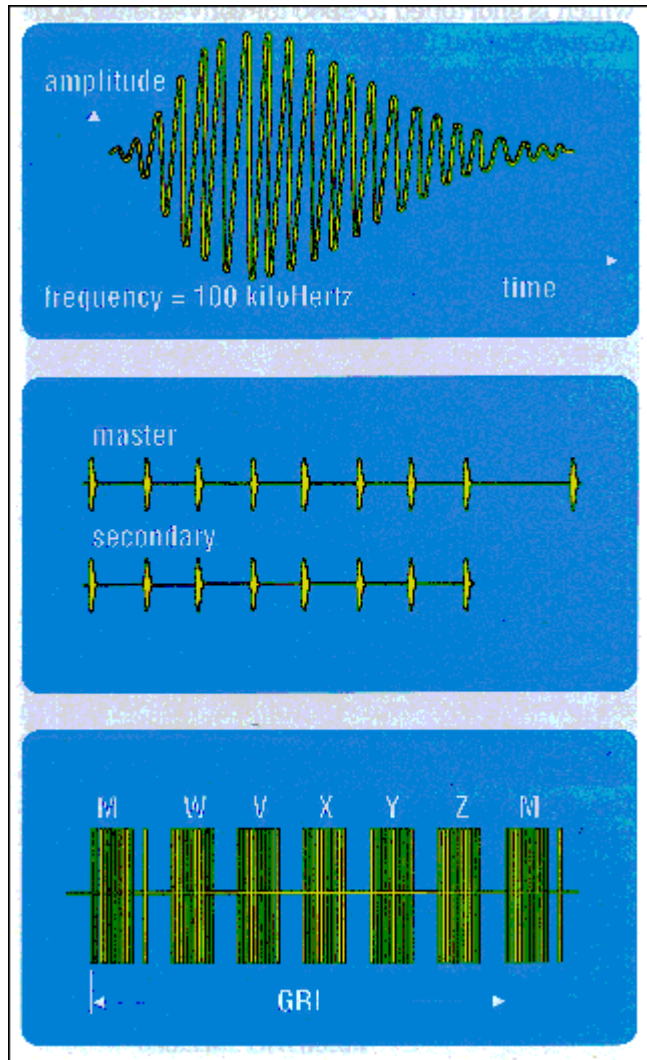 amplitude
time
frequency = 100 kiloHertz
master
secondary
M W V X Y Z M
GRI